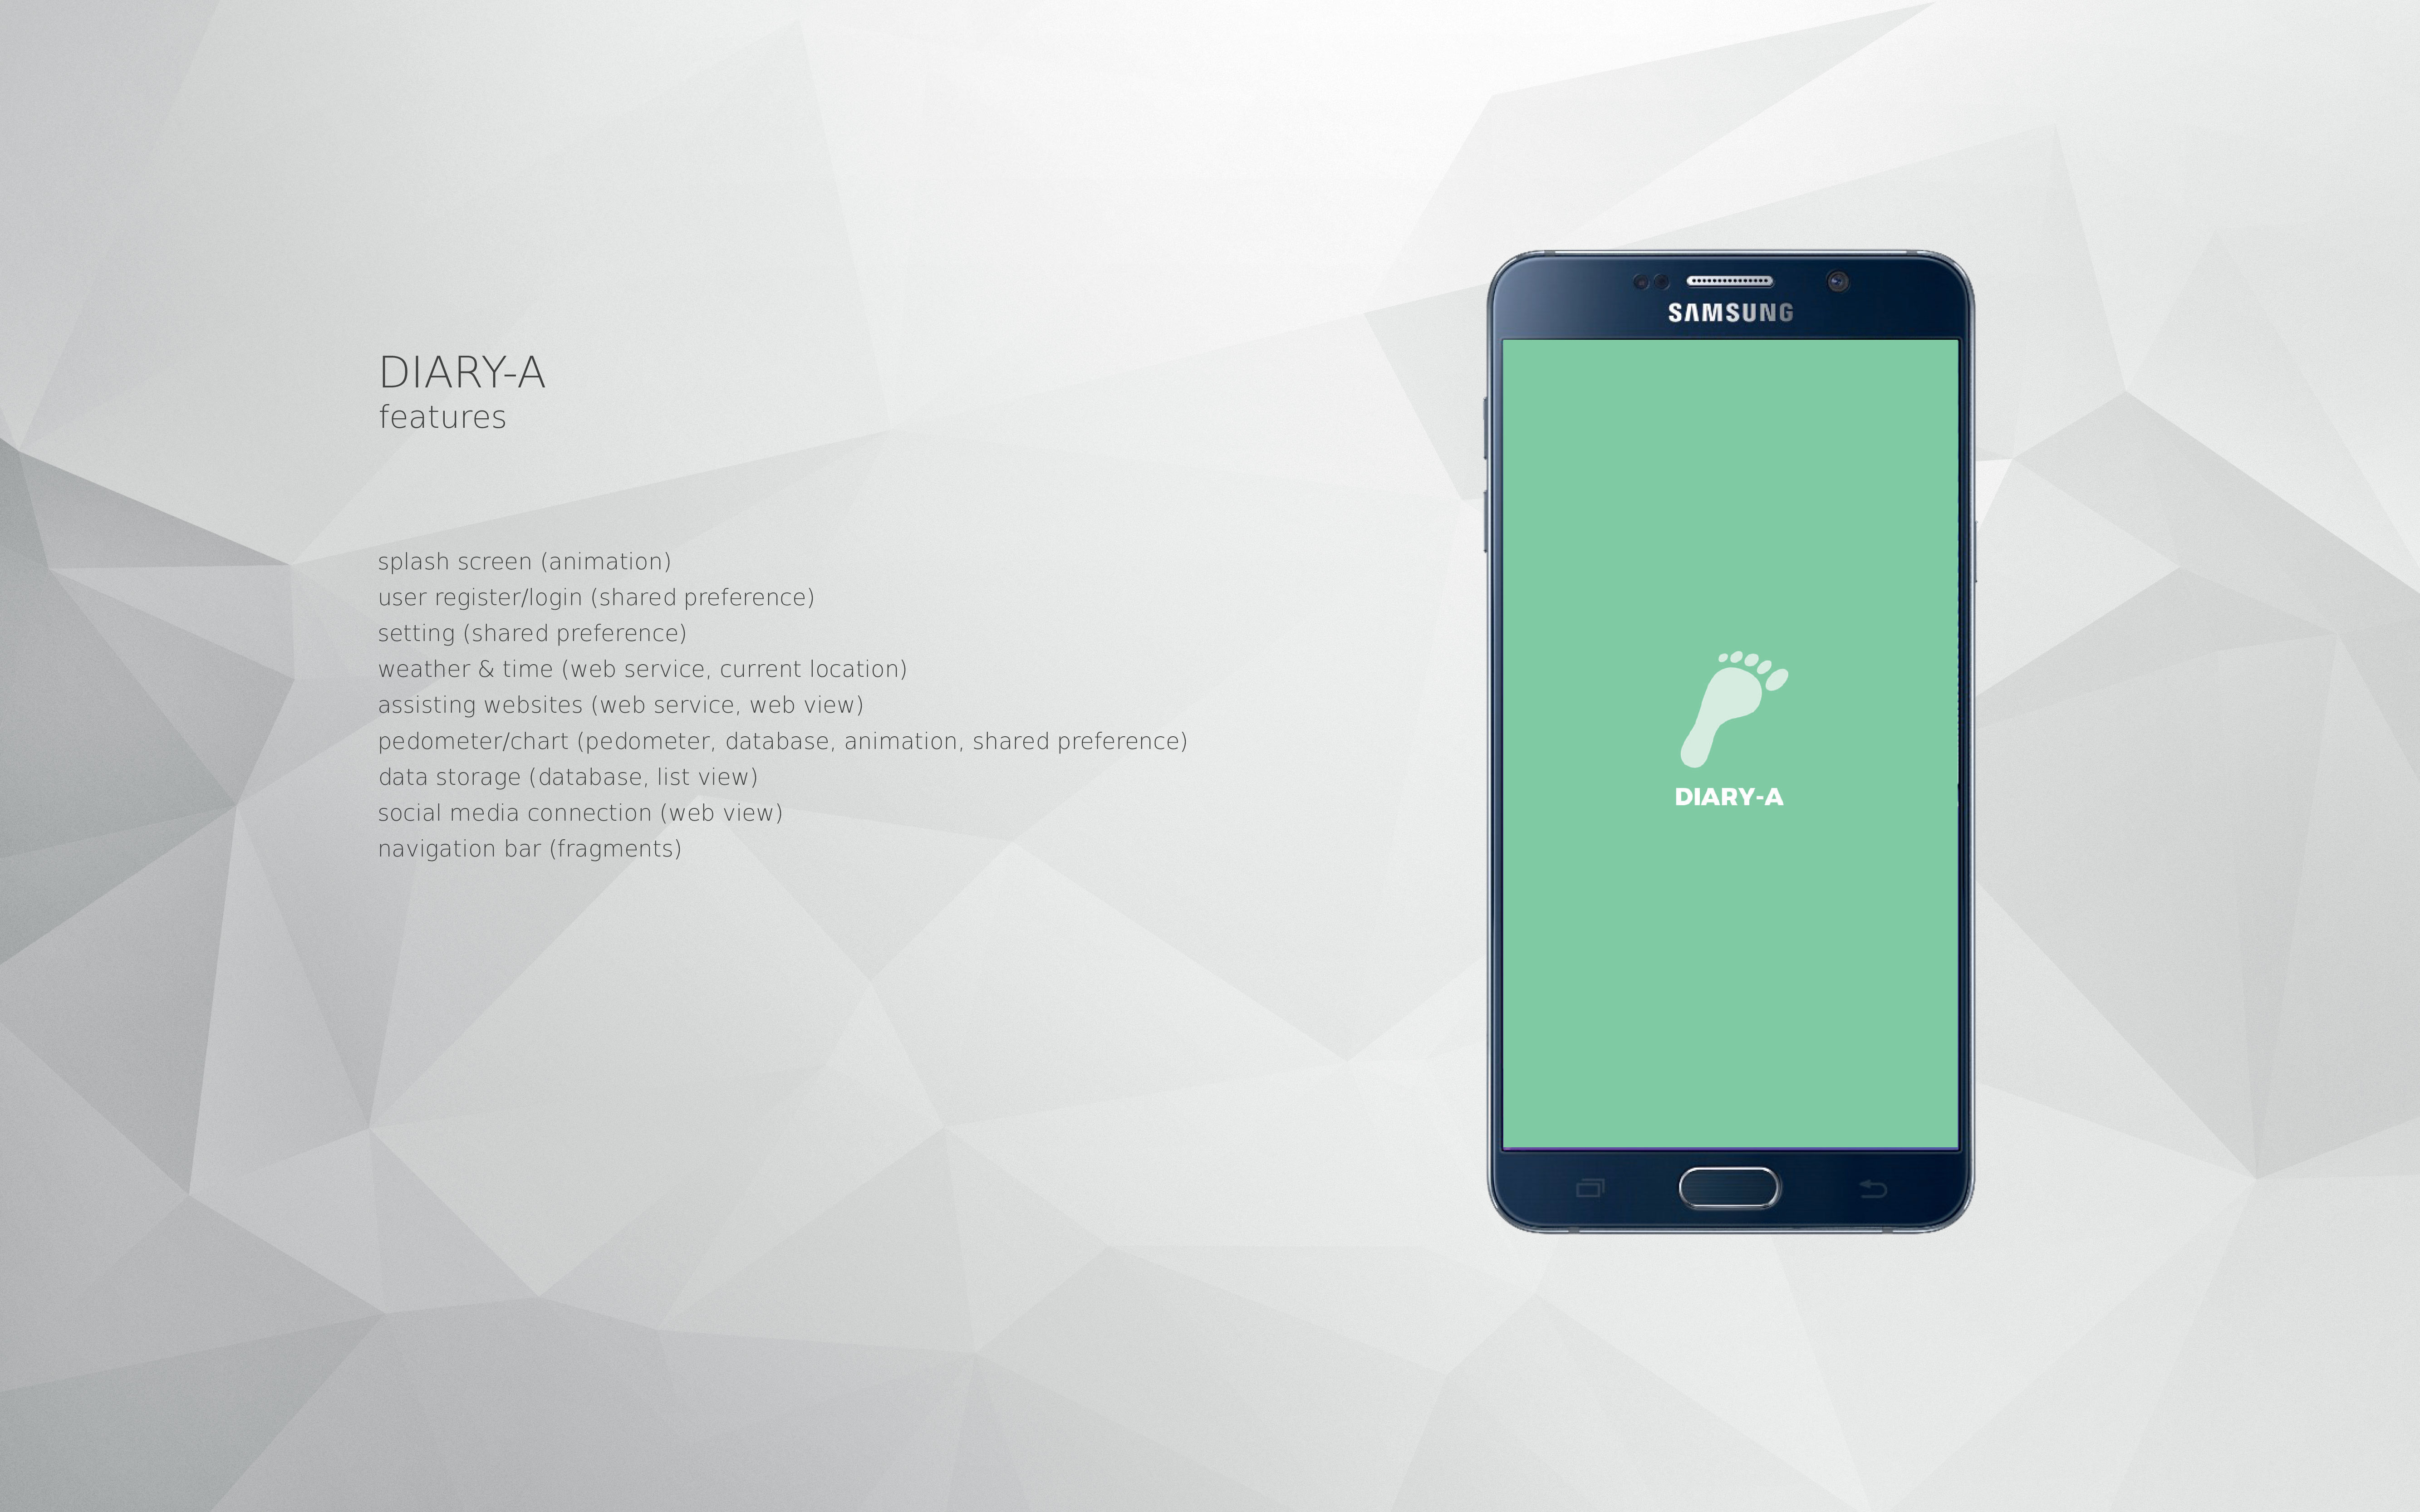 DIARY-A
features
splash screen (animation)
user register/login (shared preference)
setting (shared preference)
weather & time (web service, current location)
assisting websites (web service, web view)
pedometer/chart (pedometer, database, animation, shared preference)
data storage (database, list view)
social media connection (web view)
navigation bar (fragments)
SAMSUNG
DIARY-A